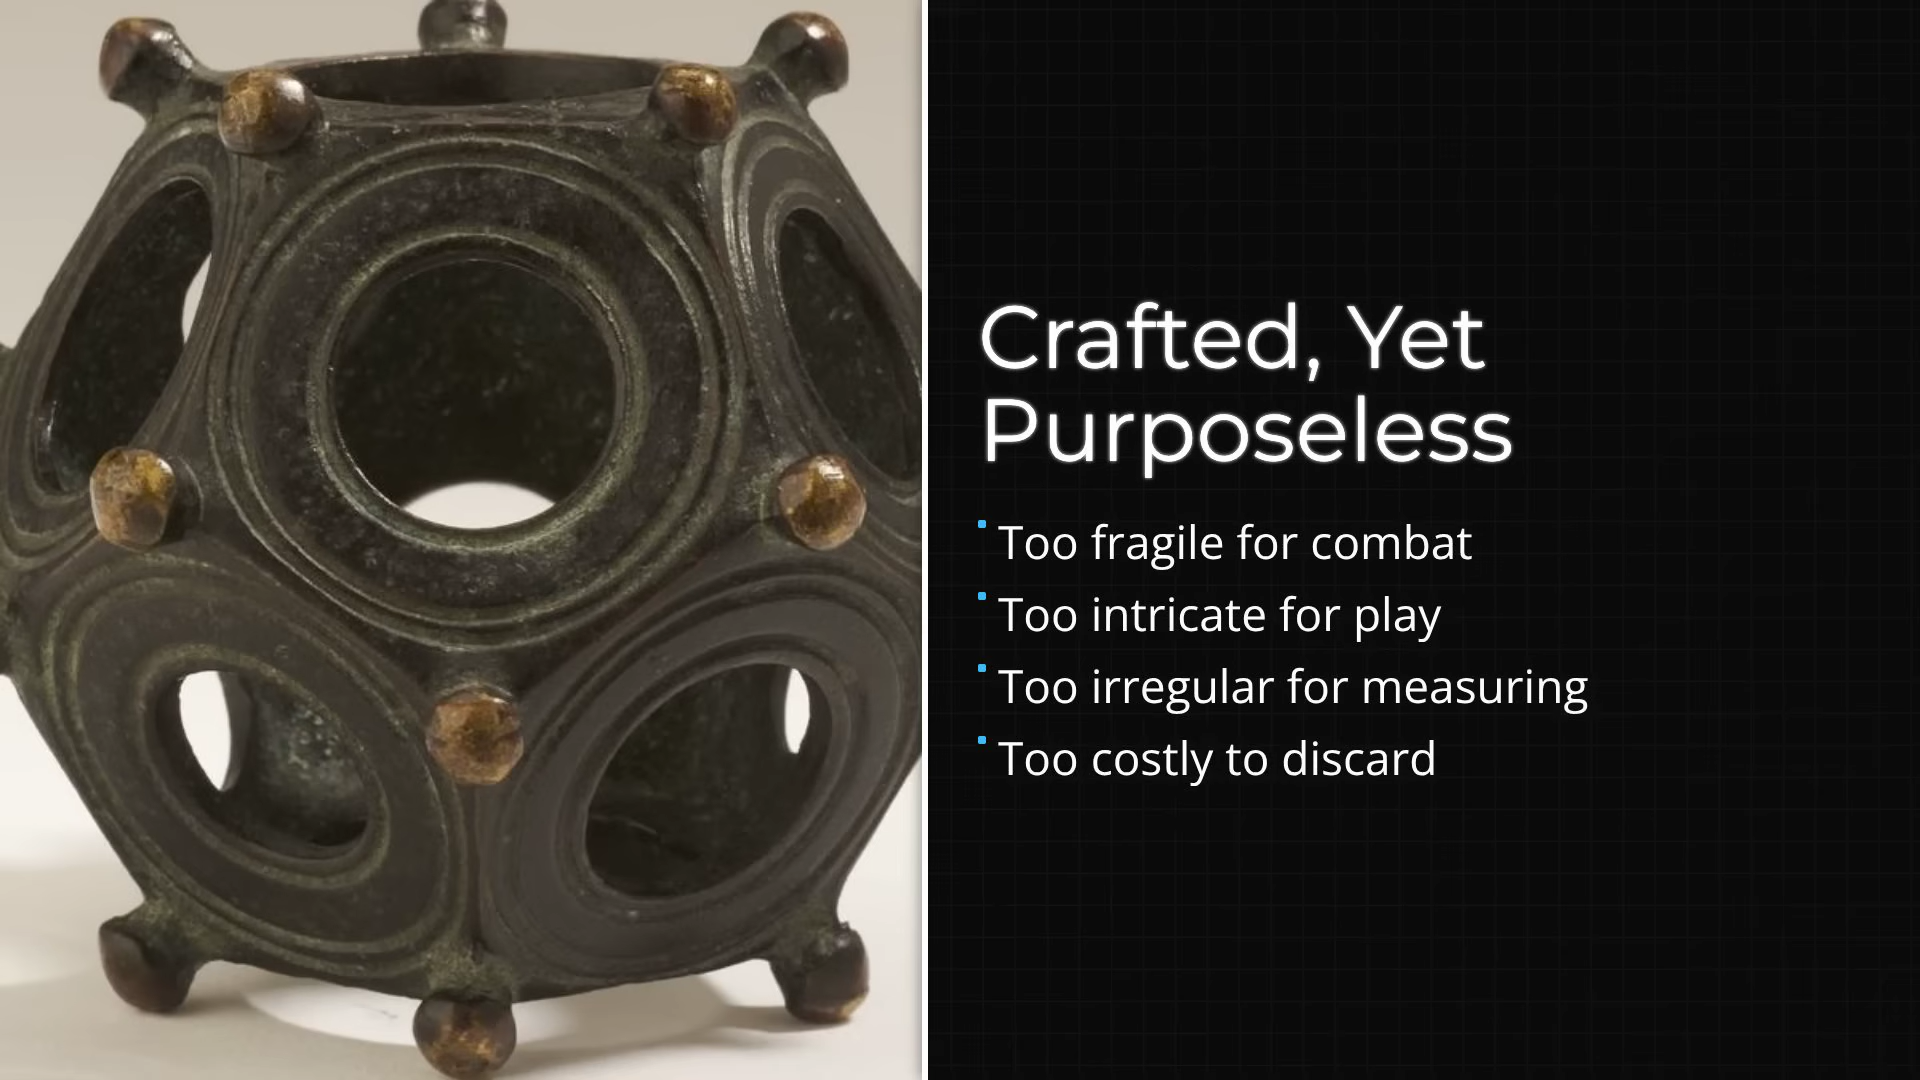 Crafted, Yet
Purposeless
Too fragile for combat
Too intricate for play
Too irregular for measuring
Too costly to discard